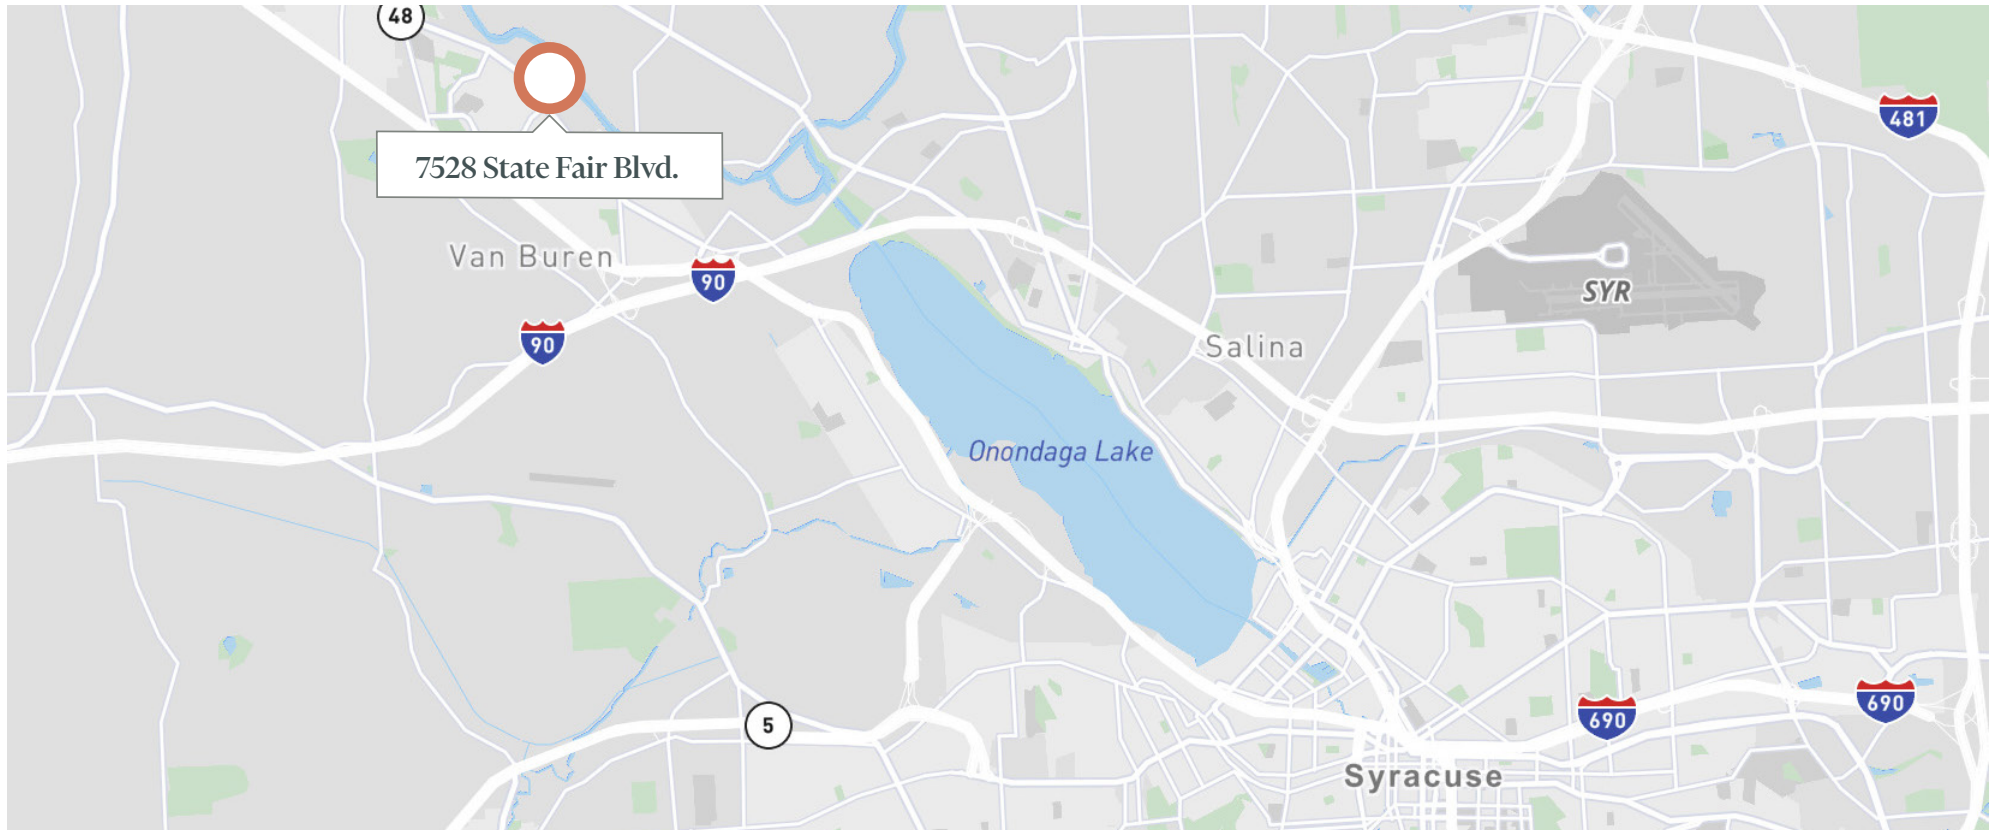 48
481
7528 State Fair Blvd.
Van Buren
90
SYR
90
Salina
Onondaga Lake
690
690
5
Syracuse